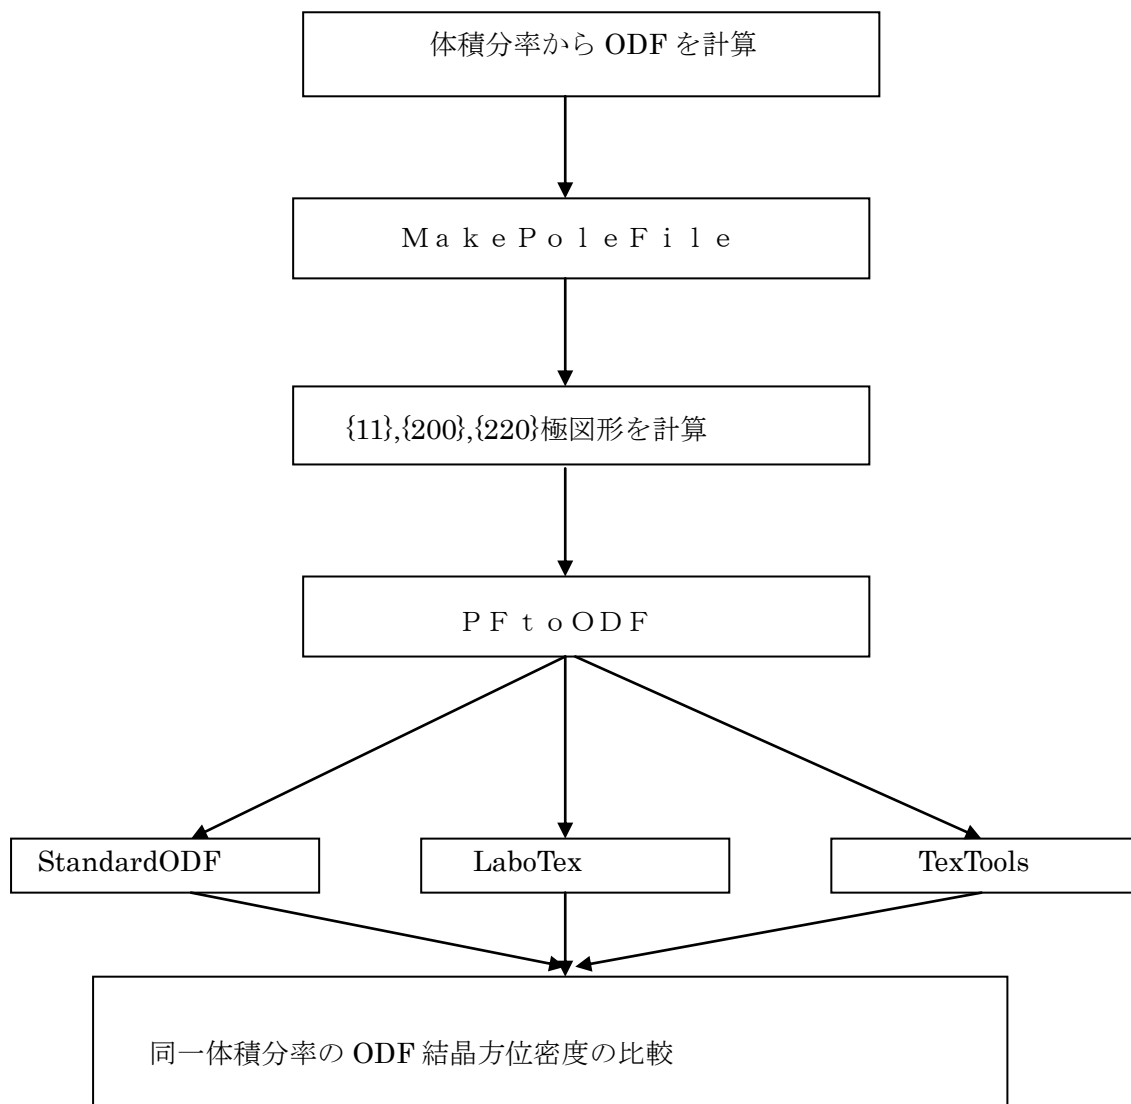 体積分率から ODF を計算
ＭａｋｅＰｏｌｅＦｉｌｅ
{11},{200},{220}極図形を計算
ＰＦｔｏＯＤＦ
StandardODF
LaboTex
TexTools
同一体積分率の ODF 結晶方位密度の比較